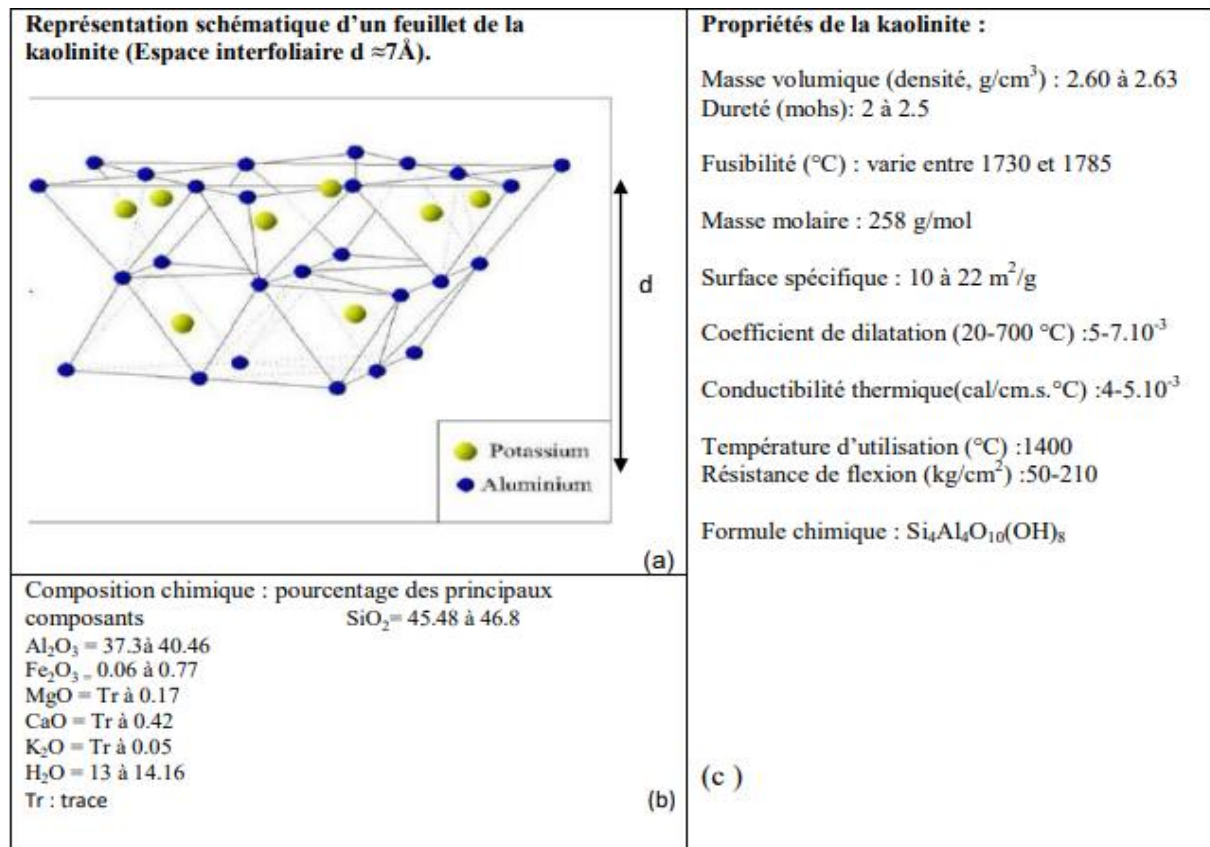 Représentation schématique d'un feuillet de la
kaolinite (Espace interfoliaire d ≈7Å).
d
Potassium
Aluminium
(a)
Composition chimique : pourcentage des principaux
composants SiO₂= 45.48 à 46.8
Al₂O₃ = 37.3à 40.46
Fe₂O₃ = 0.06 à 0.77
MgO = Tr à 0.17
CaO = Tr à 0.42
K₂O = Tr à 0.05
H₂O = 13 à 14.16
Tr : trace
(b)
Propriétés de la kaolinite :
Masse volumique (densité, g/cm³) : 2.60 à 2.63
Dureté (mohs): 2 à 2.5
Fusibilité (°C) : varie entre 1730 et 1785
Masse molaire : 258 g/mol
Surface spécifique : 10 à 22 m²/g
Coefficient de dilatation (20-700 °C) :5-7.10⁻³
Conductibilité thermique(cal/cm.s.°C) :4-5.10⁻³
Température d'utilisation (°C) :1400
Résistance de flexion (kg/cm²) :50-210
Formule chimique : Si₄Al₄O₁₀(OH)₈
(c )